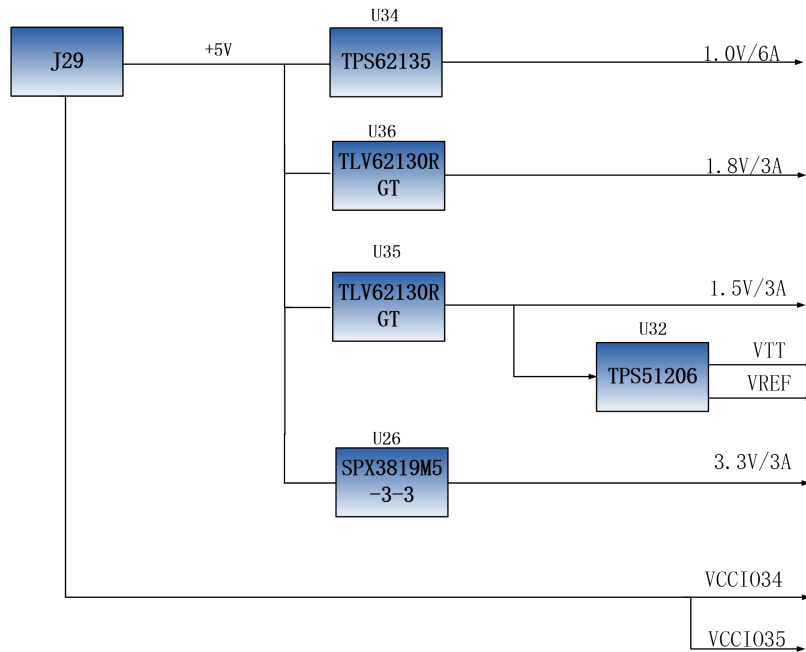 U34
J29
+5V
TPS62135
1.0V/6A
U36
TLV62130R
GT
1.8V/3A
U35
TLV62130R
GT
1.5V/3A
U32
TPS51206
VTT
VREF
U26
SPX3819M5
-3-3
3.3V/3A
VCCIO34
VCCIO35